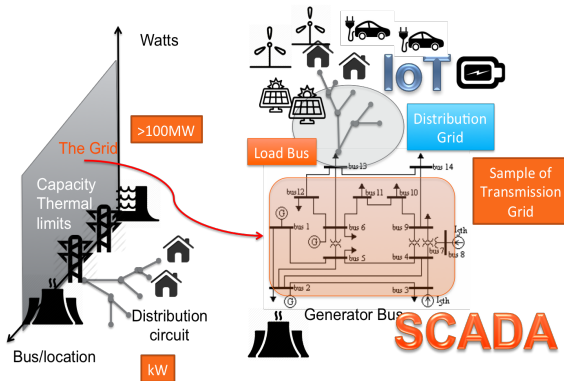 Watts
>100MW
The Grid
Capacity
Thermal
limits
Distribution
circuit
Bus/location
kW
IoT
Distribution
Grid
Load Bus
Sample of
Transmission
Grid
bus 13
bus 14
bus
12
bus
11
bus
10
bus 1
G
G
bus
6
bus
9
bus
7
bus 8
bus
5
bus
4
bus 2
bus 3
G
Generator Bus
SCADA